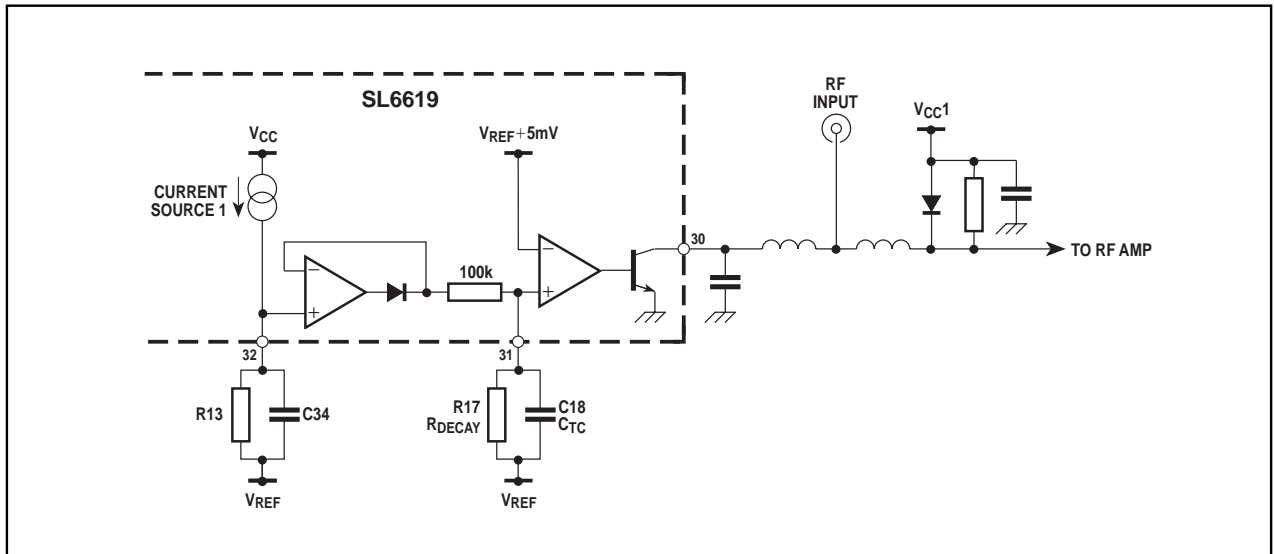 SL6619
RF
INPUT
VCC1
VCC
VREF+5mV
CURRENT
SOURCE 1
30
TO RF AMP
100k
−
+
−
+
32
31
R13
C34
R17
RDECAY
C18
CTC
VREF
VREF